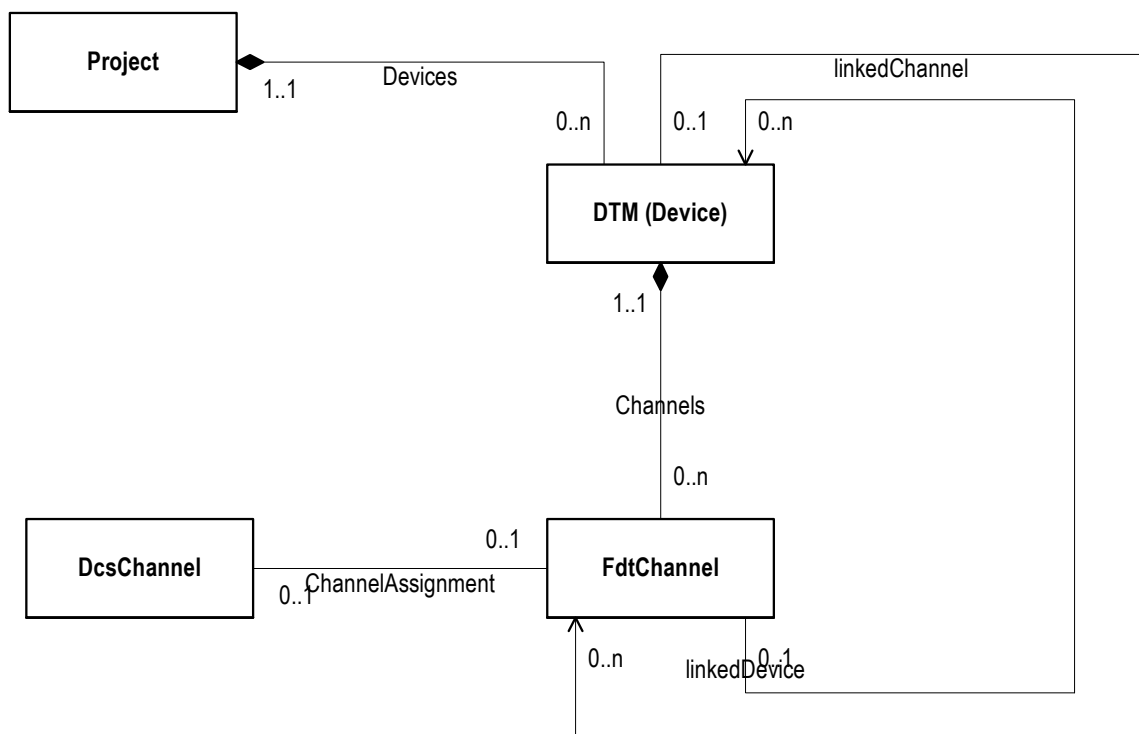 Project
1..1
Devices
0..n
linkedChannel
0..1
0..n
DTM (Device)
1..1
Channels
0..n
DcsChannel
0..1
ChannelAssignment
0..1
FdtChannel
0..n
linkedDevice
0..1